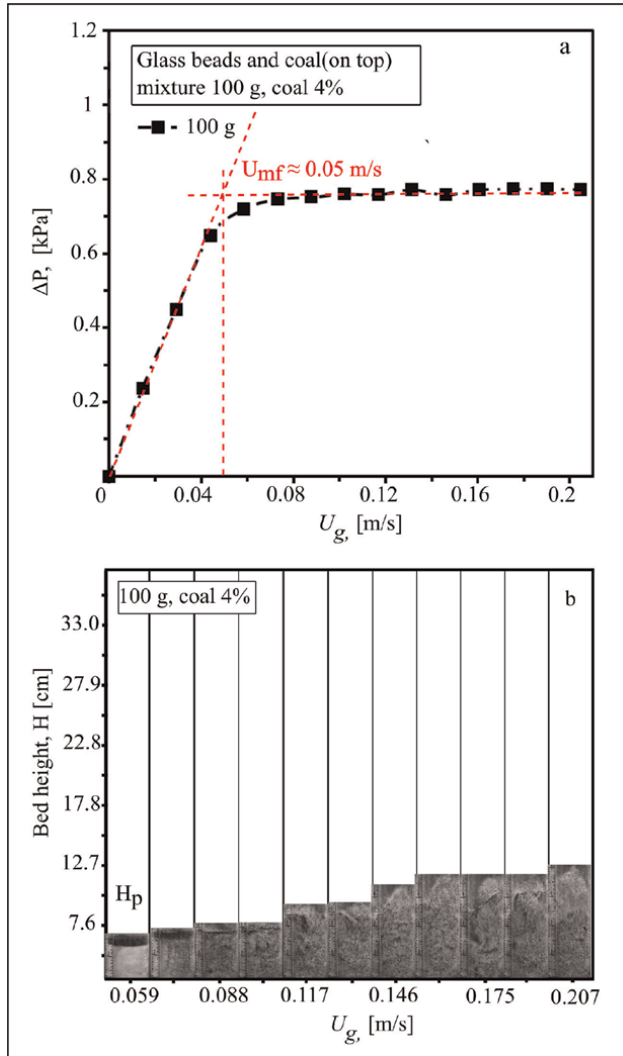 1.2
a
Glass beads and coal(on top)
mixture 100 g, coal 4%
1
100 g
0.8
Umf ≈ 0.05 m/s
0.6
ΔP, [kPa]
0.4
0.2
0 0.04 0.08 0.12 0.16 0.2
Ug, [m/s]
100 g, coal 4%
b
33.0
27.9
22.8
Bed height, H [cm]
17.8
12.7
Hp
7.6
0.059 0.088 0.117 0.146 0.175 0.207
Ug, [m/s]